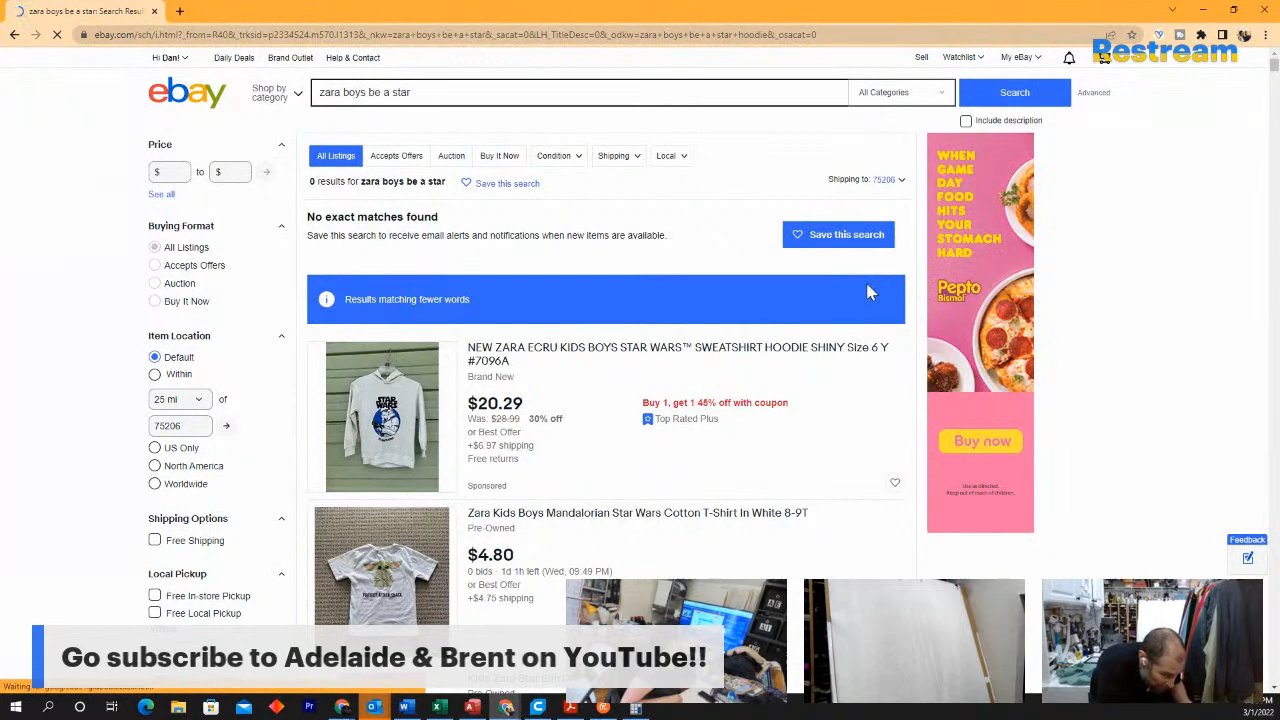 zara boys be a star: Search Resul
ebay.com/sch/i.html?_from=R40&_trksid=p2334524.m570.l1313&_nkw=zara+boys+be+a+star&_sacat=0&LH_TitleDesc=0&_odkw=zara+boys+be+a+star+hoodie&_osacat=0
Restream
Hi Dan! Daily Deals Brand Outlet Help & Contact
Sell Watchlist My eBay
ebay
Shop by category
zara boys be a star
All Categories
Search
Advanced
Include description
Price
$ to $
See all
Buying Format
All Listings
Accepts Offers
Auction
Buy It Now
Item Location
Default
Within
25 mi of
75206
US Only
North America
Worldwide
Shipping Options
Free Shipping
Local Pickup
Free In-store Pickup
Free Local Pickup
All Listings Accepts Offers Auction Buy It Now Condition Shipping Local
0 results for zara boys be a star Save this search
Shipping to: 75206
No exact matches found
Save this search to receive email alerts and notifications when new items are available.
Save this search
Results matching fewer words
NEW ZARA ECRU KIDS BOYS STAR WARS™ SWEATSHIRT HOODIE SHINY Size 6 Y
#7096A
Brand New
$20.29
Was: $28.99 30% off
or Best Offer
+$6.97 shipping
Free returns
Buy 1, get 1 45% off with coupon
Top Rated Plus
Sponsored
STAR
WARS
Zara Kids Boys Mandalorian Star Wars Cotton T-Shirt In White 8-9T
Pre-Owned
$4.80
0 bids · 1d 1h left (Wed, 09:49 PM)
or Best Offer
+$4.75 shipping
WHEN
GAME
DAY
FOOD
HITS
YOUR
STOMACH
HARD
Pepto
Bismol
Buy now
Use as directed.
Keep out of reach of children.
Feedback
Go subscribe to Adelaide & Brent on YouTube!!
3/1/2022